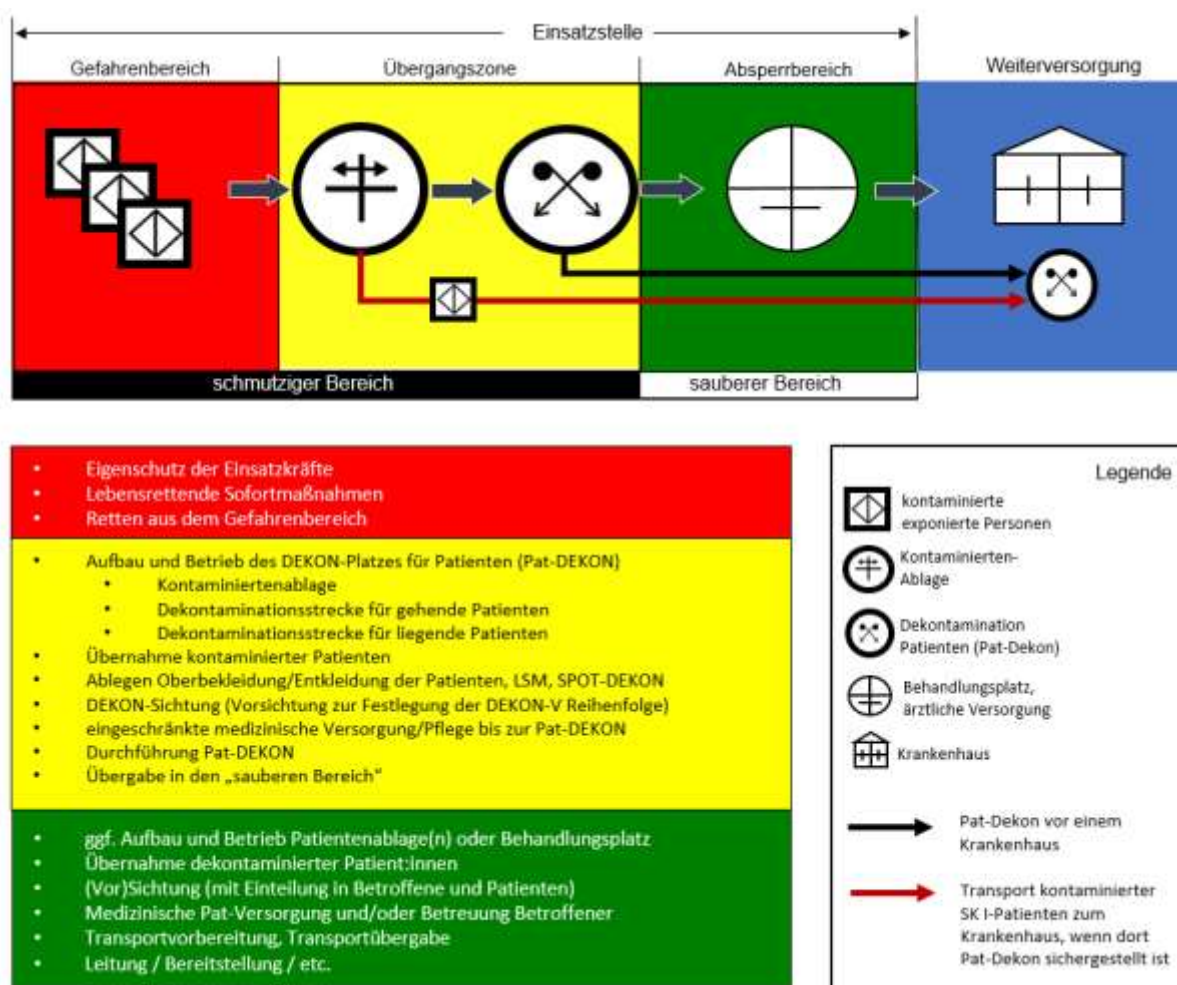 Einsatzstelle
Gefahrenbereich
Übergangszone
Absperrbereich
Weiterversorgung
schmutziger Bereich
sauberer Bereich
• Eigenschutz der Einsatzkräfte
• Lebensrettende Sofortmaßnahmen
• Retten aus dem Gefahrenbereich
• Aufbau und Betrieb des DEKON-Platzes für Patienten (Pat-DEKON)
• Kontaminiertenablage
• Dekontaminationsstrecke für gehende Patienten
• Dekontaminationsstrecke für liegende Patienten
• Übernahme kontaminierter Patienten
• Ablegen Oberbekleidung/Entkleidung der Patienten, LSM, SPOT-DEKON
• DEKON-Sichtung (Vorsichtung zur Festlegung der DEKON-V Reihenfolge)
• eingeschränkte medizinische Versorgung/Pflege bis zur Pat-DEKON
• Durchführung Pat-DEKON
• Übergabe in den „sauberen Bereich“
• ggf. Aufbau und Betrieb Patientenablage(n) oder Behandlungsplatz
• Übernahme dekontaminierter Patient:innen
• (Vor)Sichtung (mit Einteilung in Betroffene und Patienten)
• Medizinische Pat-Versorgung und/oder Betreuung Betroffener
• Transportvorbereitung, Transportübergabe
• Leitung / Bereitstellung / etc.
Legende
kontaminierte
exponierte Personen
Kontaminierten-
Ablage
Dekontamination
Patienten (Pat-Dekon)
Behandlungsplatz,
ärztliche Versorgung
Krankenhaus
Pat-Dekon vor einem
Krankenhaus
Transport kontaminierter
SK I-Patienten zum
Krankenhaus, wenn dort
Pat-Dekon sichergestellt ist